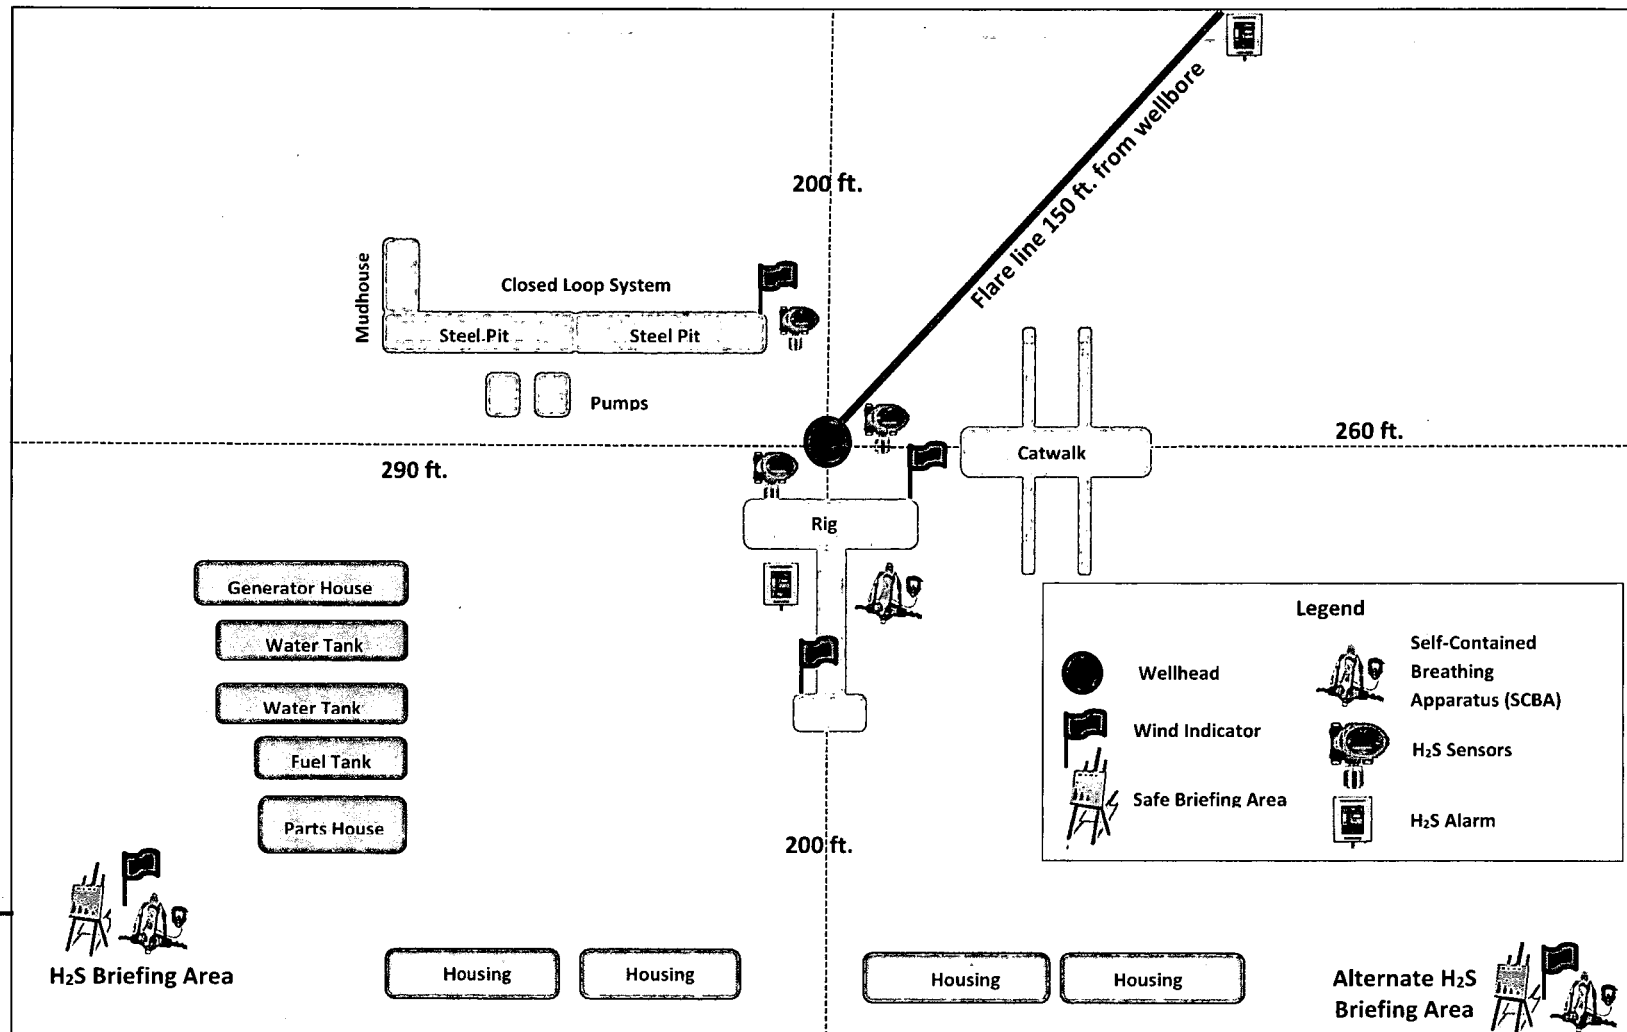 200 ft.
Flare line 150 ft. from wellbore
Mudhouse
Closed Loop System
Steel Pit
Steel Pit
Pumps
290 ft.
260 ft.
Catwalk
Rig
Generator House
Water Tank
Water Tank
Fuel Tank
Parts House
200 ft.
Legend
Wellhead
Wind Indicator
Safe Briefing Area
Self-Contained
Breathing
Apparatus (SCBA)
H₂S Sensors
H₂S Alarm
H₂S Briefing Area
Housing
Housing
Housing
Housing
Alternate H₂S
Briefing Area